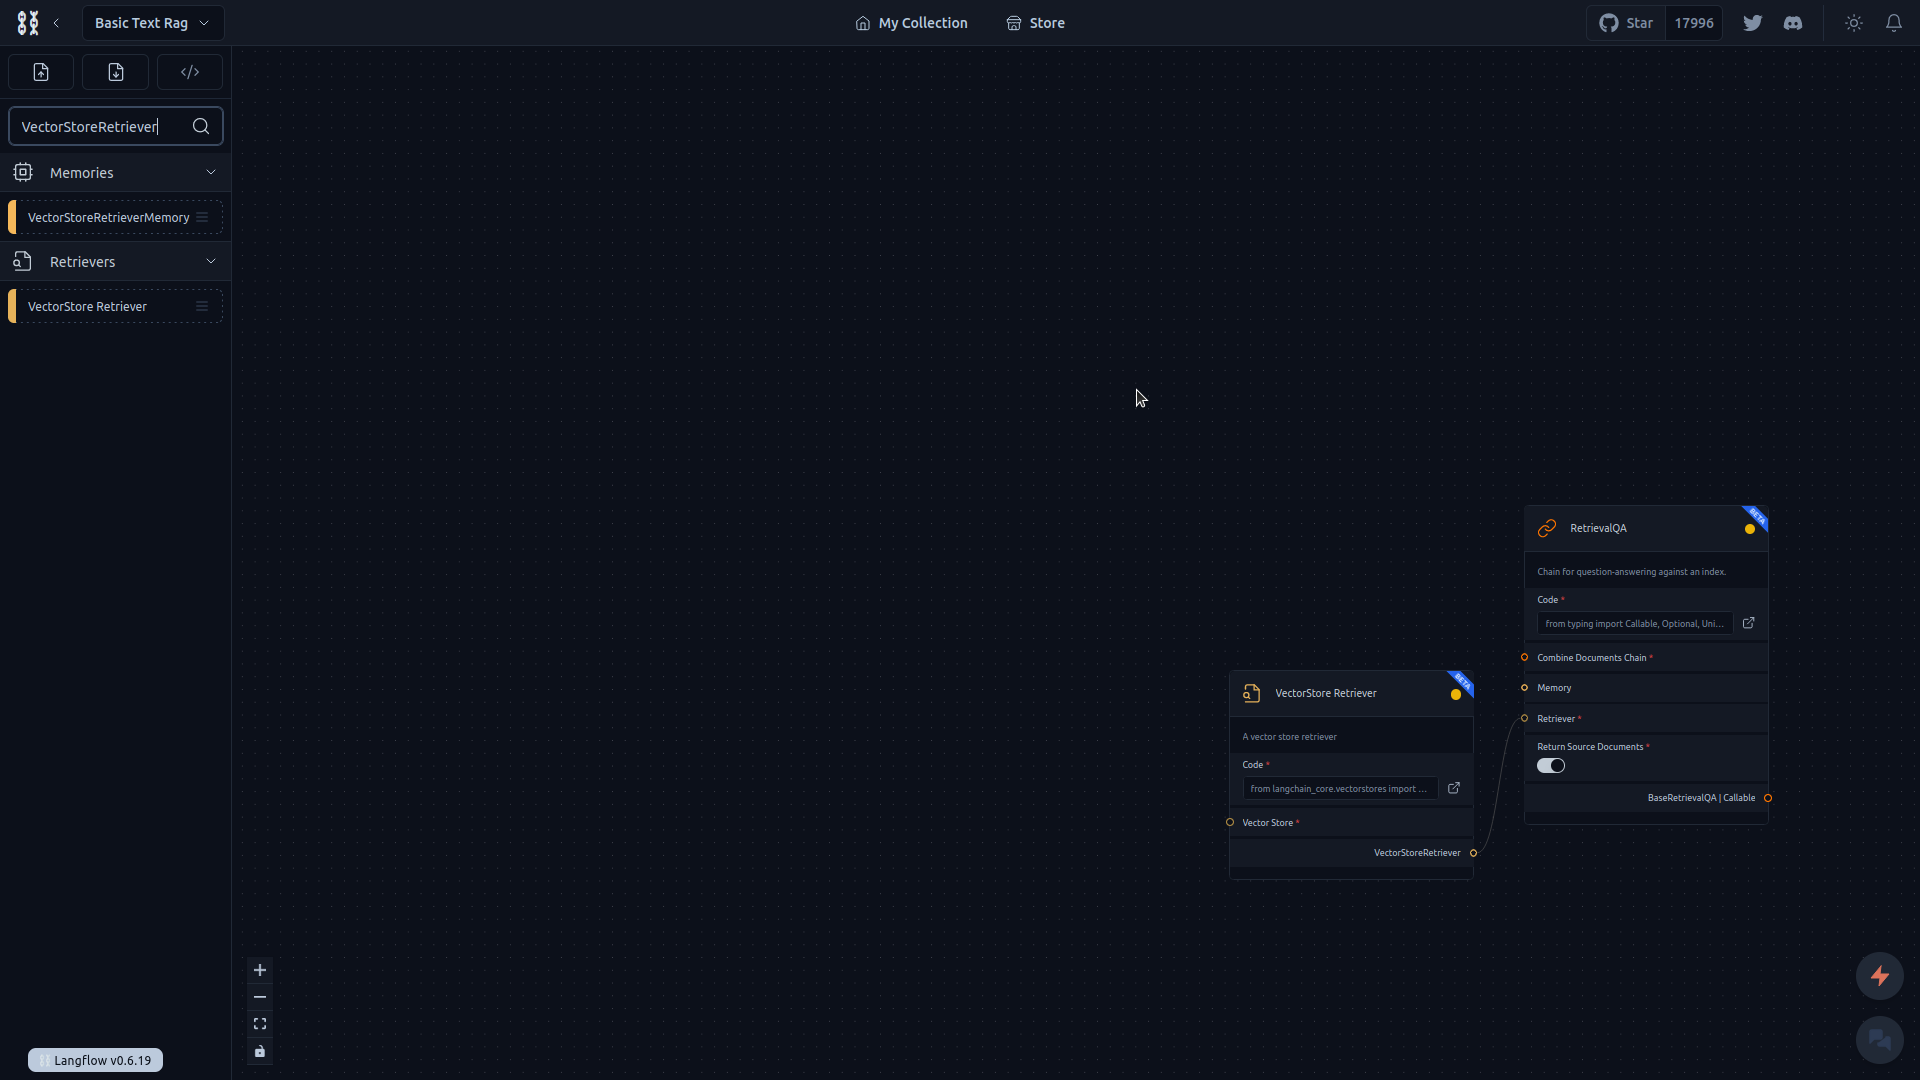 Basic Text Rag
My Collection
Store
Star
17996
VectorStoreRetriever
Memories
VectorStoreRetrieverMemory
Retrievers
VectorStore Retriever
BETA
RetrievalQA
Chain for question-answering against an index.
Code *
from typing import Callable, Optional, Uni...
Combine Documents Chain *
Memory
Retriever *
Return Source Documents *
BaseRetrievalQA | Callable
BETA
VectorStore Retriever
A vector store retriever
Code *
from langchain_core.vectorstores import ...
Vector Store *
VectorStoreRetriever
Langflow v0.6.19